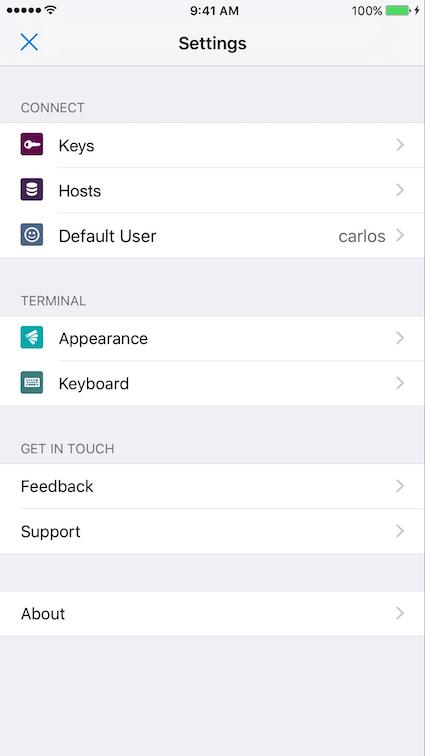 9:41 AM 100%
Settings
CONNECT
Keys
Hosts
Default User carlos
TERMINAL
Appearance
Keyboard
GET IN TOUCH
Feedback
Support
About